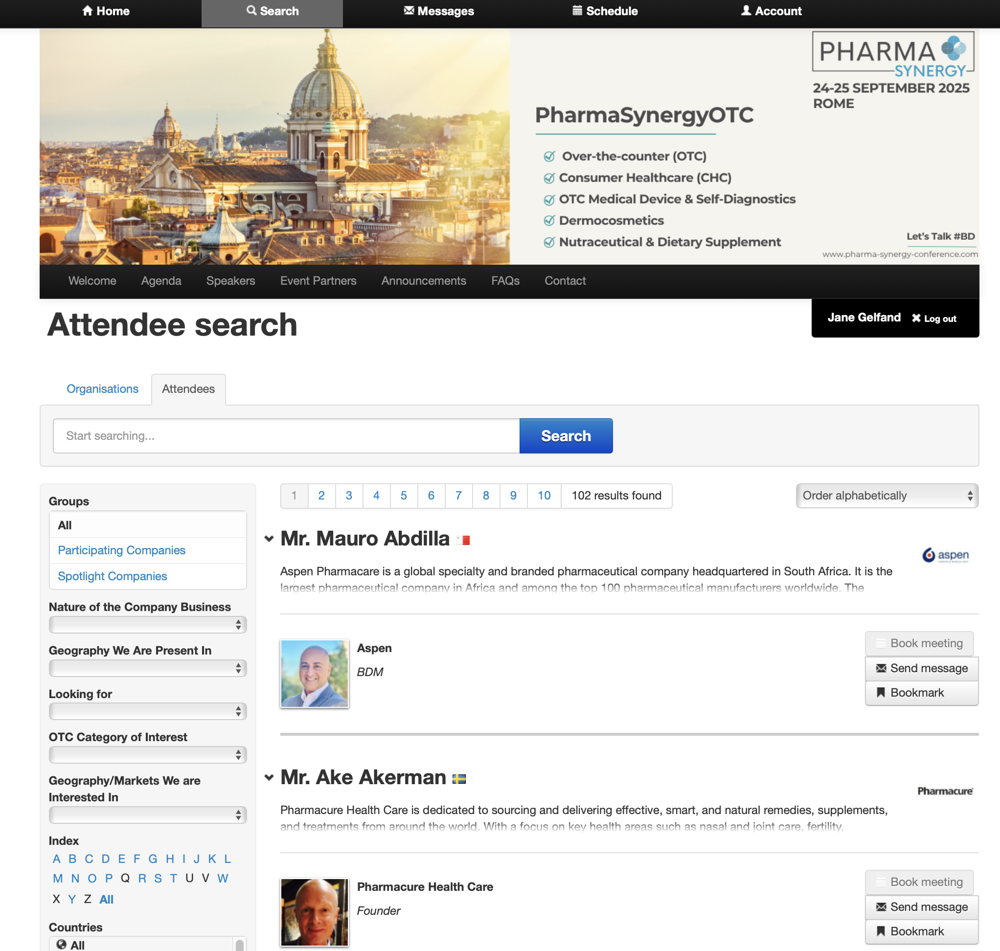 Home
Search
Messages
Schedule
Account
PHARMA
SYNERGY
24-25 SEPTEMBER 2025
ROME
PharmaSynergyOTC
Over-the-counter (OTC)
Consumer Healthcare (CHC)
OTC Medical Device & Self-Diagnostics
Dermocosmetics
Nutraceutical & Dietary Supplement
Let's Talk #BD
www.pharma-synergy-conference.com
Welcome
Agenda
Speakers
Event Partners
Announcements
FAQs
Contact
Attendee search
Jane Gelfand
Log out
Organisations
Attendees
Start searching...
Search
Groups
All
Participating Companies
Spotlight Companies
Nature of the Company Business
Geography We Are Present In
Looking for
OTC Category of Interest
Geography/Markets We are
Interested In
Index
A B C D E F G H I J K L
M N O P Q R S T U V W
X Y Z All
Countries
All
1 2 3 4 5 6 7 8 9 10 102 results found
Order alphabetically
Mr. Mauro Abdilla
aspen
Aspen Pharmacare is a global specialty and branded pharmaceutical company headquartered in South Africa. It is the
largest pharmaceutical company in Africa and among the top 100 pharmaceutical manufacturers worldwide. The
Aspen
BDM
Book meeting
Send message
Bookmark
Mr. Ake Akerman
Pharmacure
Pharmacure Health Care is dedicated to sourcing and delivering effective, smart, and natural remedies, supplements,
and treatments from around the world. With a focus on key health areas such as nasal and joint care, fertility,
Pharmacure Health Care
Founder
Book meeting
Send message
Bookmark